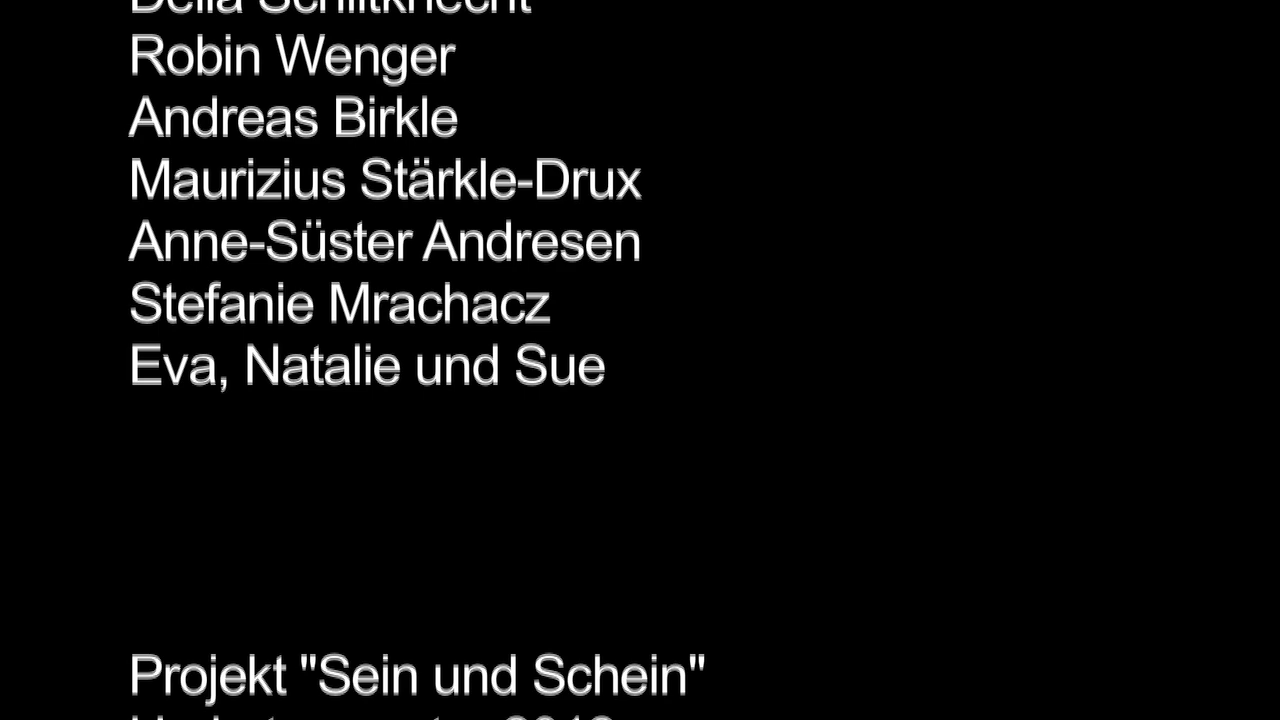 Robin Wenger
Andreas Birkle
Maurizius Stärkle-Drux
Anne-Süster Andresen
Stefanie Mrachacz
Eva, Natalie und Sue
Projekt "Sein und Schein"